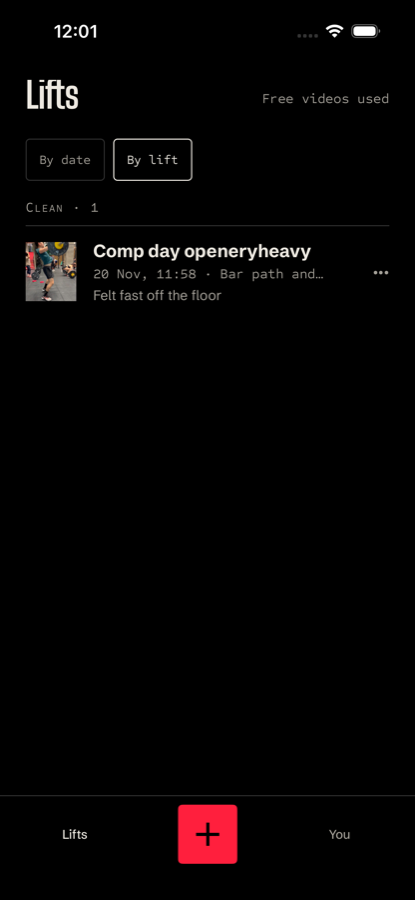 12:01
Lifts
Free videos used
By date
By lift
Clean · 1
Comp day openeryheavy
20 Nov, 11:58 · Bar path and…
Felt fast off the floor
Lifts
You